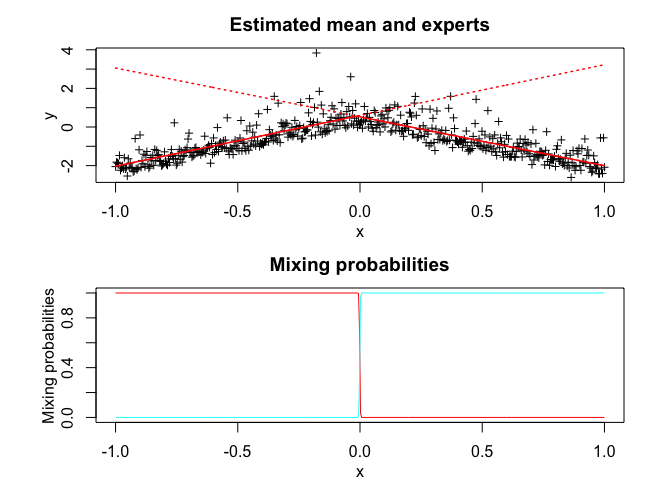 Estimated mean and experts
4
2
0
-2
y
-1.0 -0.5 0.0 0.5 1.0
x
Mixing probabilities
0.8
0.4
0.0
Mixing probabilities
-1.0 -0.5 0.0 0.5 1.0
x